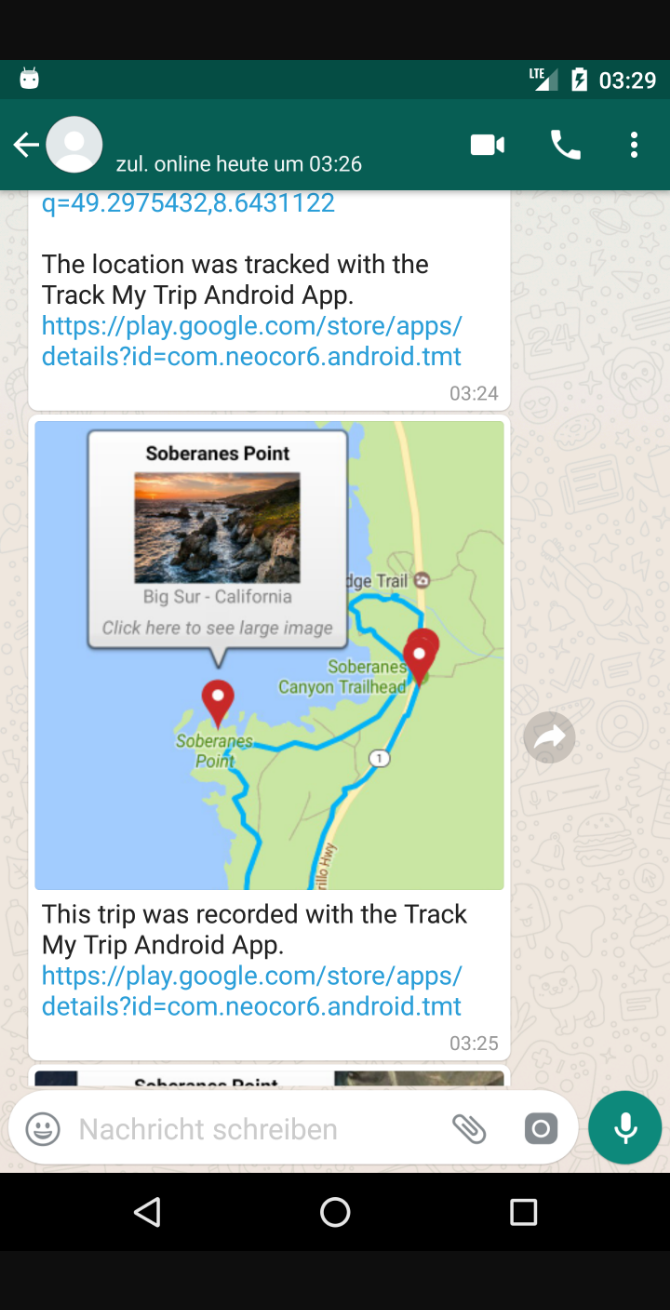 LTE 03:29
zul. online heute um 03:26
q=49.2975432,8.6431122
The location was tracked with the
Track My Trip Android App.
https://play.google.com/store/apps/
details?id=com.neocor6.android.tmt
03:24
Soberanes Point
Big Sur - California
Click here to see large image
dge Trail
Soberanes
Canyon Trailhead
Soberanes
Point
1
rillo Hwy
This trip was recorded with the Track
My Trip Android App.
https://play.google.com/store/apps/
details?id=com.neocor6.android.tmt
03:25
Soberanes Point
Nachricht schreiben